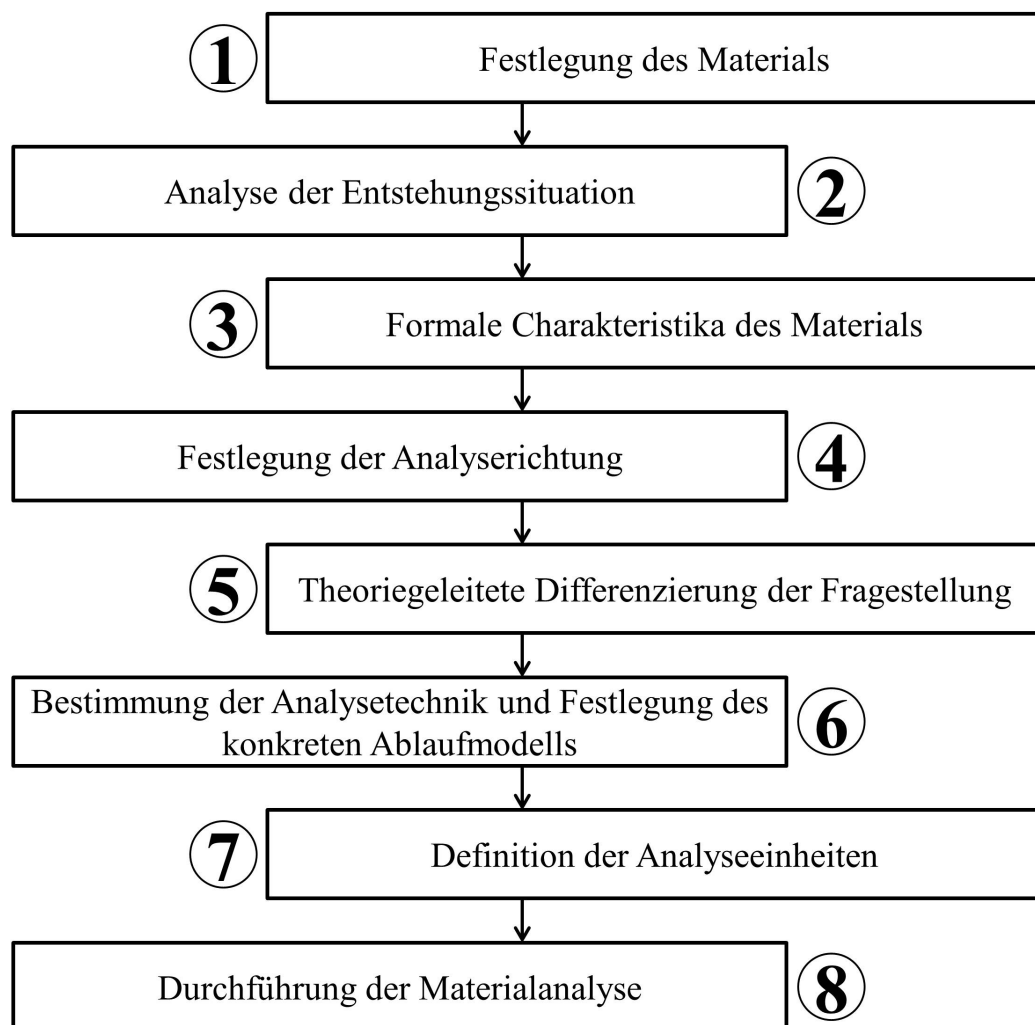 1 Festlegung des Materials
Analyse der Entstehungssituation 2
3 Formale Charakteristika des Materials
Festlegung der Analyserichtung 4
5 Theoriegeleitete Differenzierung der Fragestellung
Bestimmung der Analysetechnik und Festlegung des
konkreten Ablaufmodells 6
7 Definition der Analyseeinheiten
Durchführung der Materialanalyse 8